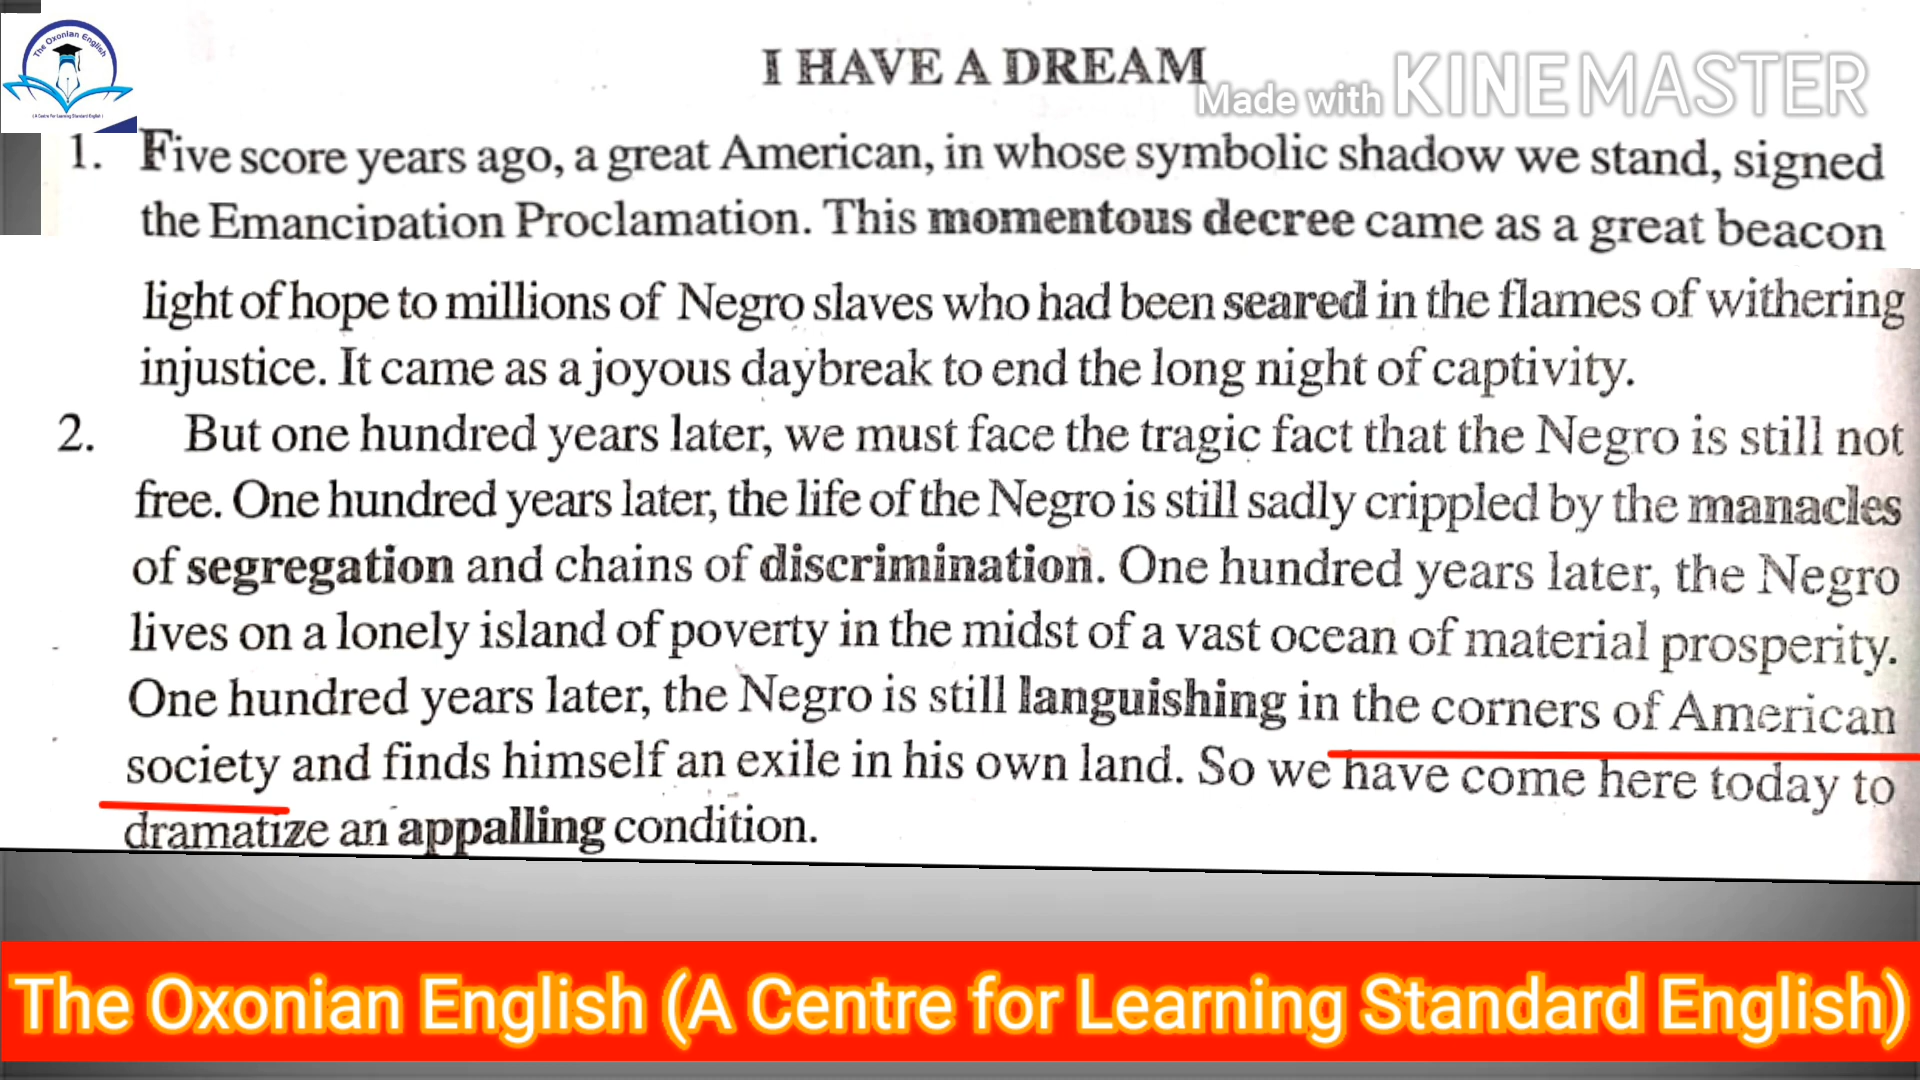 The Oxonian English
( A Centre For Learning Standard English )
I HAVE A DREAM
Made with KINEMASTER
1. Five score years ago, a great American, in whose symbolic shadow we stand, signed
the Emancipation Proclamation. This momentous decree came as a great beacon
light of hope to millions of Negro slaves who had been seared in the flames of withering
injustice. It came as a joyous daybreak to end the long night of captivity.
2. But one hundred years later, we must face the tragic fact that the Negro is still not
free. One hundred years later, the life of the Negro is still sadly crippled by the manacles
of segregation and chains of discrimination. One hundred years later, the Negro
lives on a lonely island of poverty in the midst of a vast ocean of material prosperity.
One hundred years later, the Negro is still languishing in the corners of American
society and finds himself an exile in his own land. So we have come here today to
dramatize an appalling condition.
The Oxonian English (A Centre for Learning Standard English)